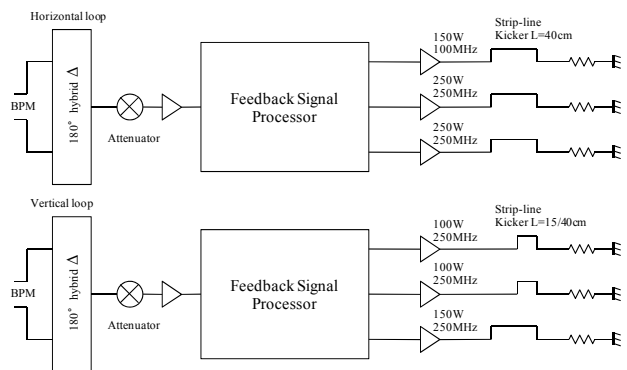 Horizontal loop
BPM
180° hybrid Δ
Attenuator
Feedback Signal
Processor
150W
100MHz
250W
250MHz
250W
250MHz
Strip-line
Kicker L=40cm
Vertical loop
BPM
180° hybrid Δ
Attenuator
Feedback Signal
Processor
100W
250MHz
100W
250MHz
150W
250MHz
Strip-line
Kicker L=15/40cm